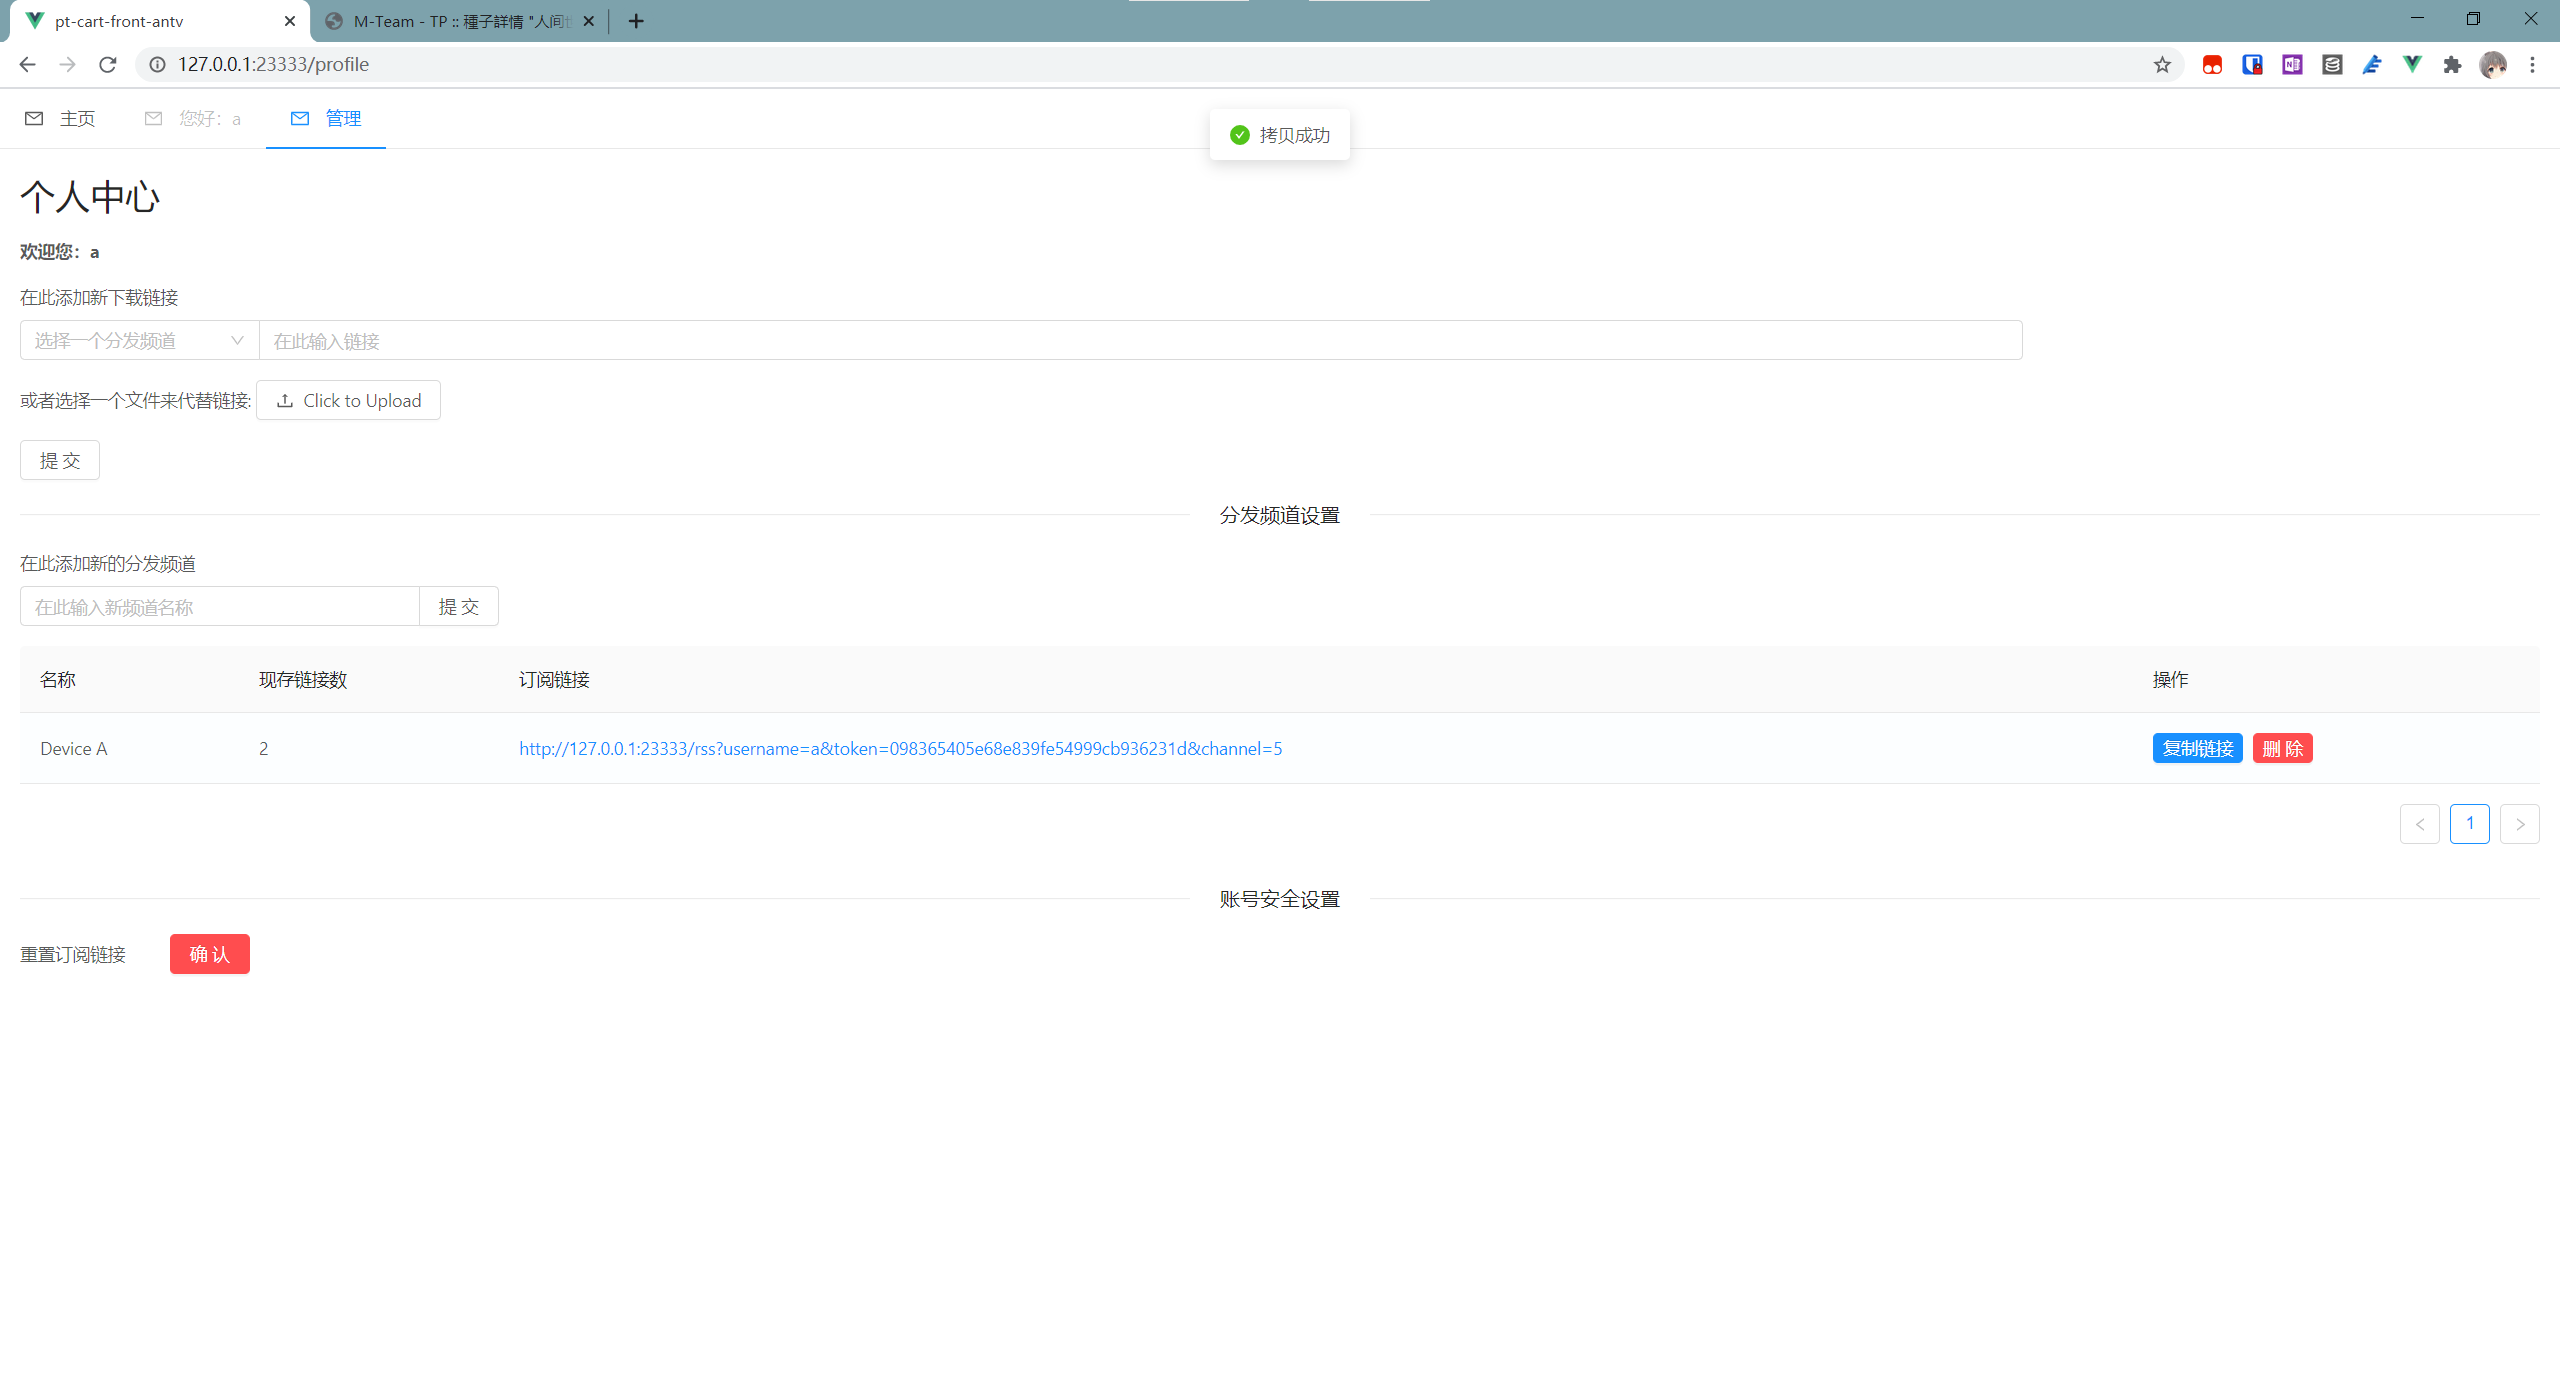 pt-cart-front-antv
M-Team - TP :: 種子詳情 "人间
127.0.0.1:23333/profile
主页 您好：a 管理
拷贝成功
个人中心
欢迎您：a
在此添加新下载链接
选择一个分发频道 在此输入链接
或者选择一个文件来代替链接: Click to Upload
提 交
分发频道设置
在此添加新的分发频道
在此输入新频道名称 提 交
名称 现存链接数 订阅链接 操作
Device A 2 http://127.0.0.1:23333/rss?username=a&token=098365405e68e839fe54999cb936231d&channel=5 复制链接 删 除
1
账号安全设置
重置订阅链接 确 认